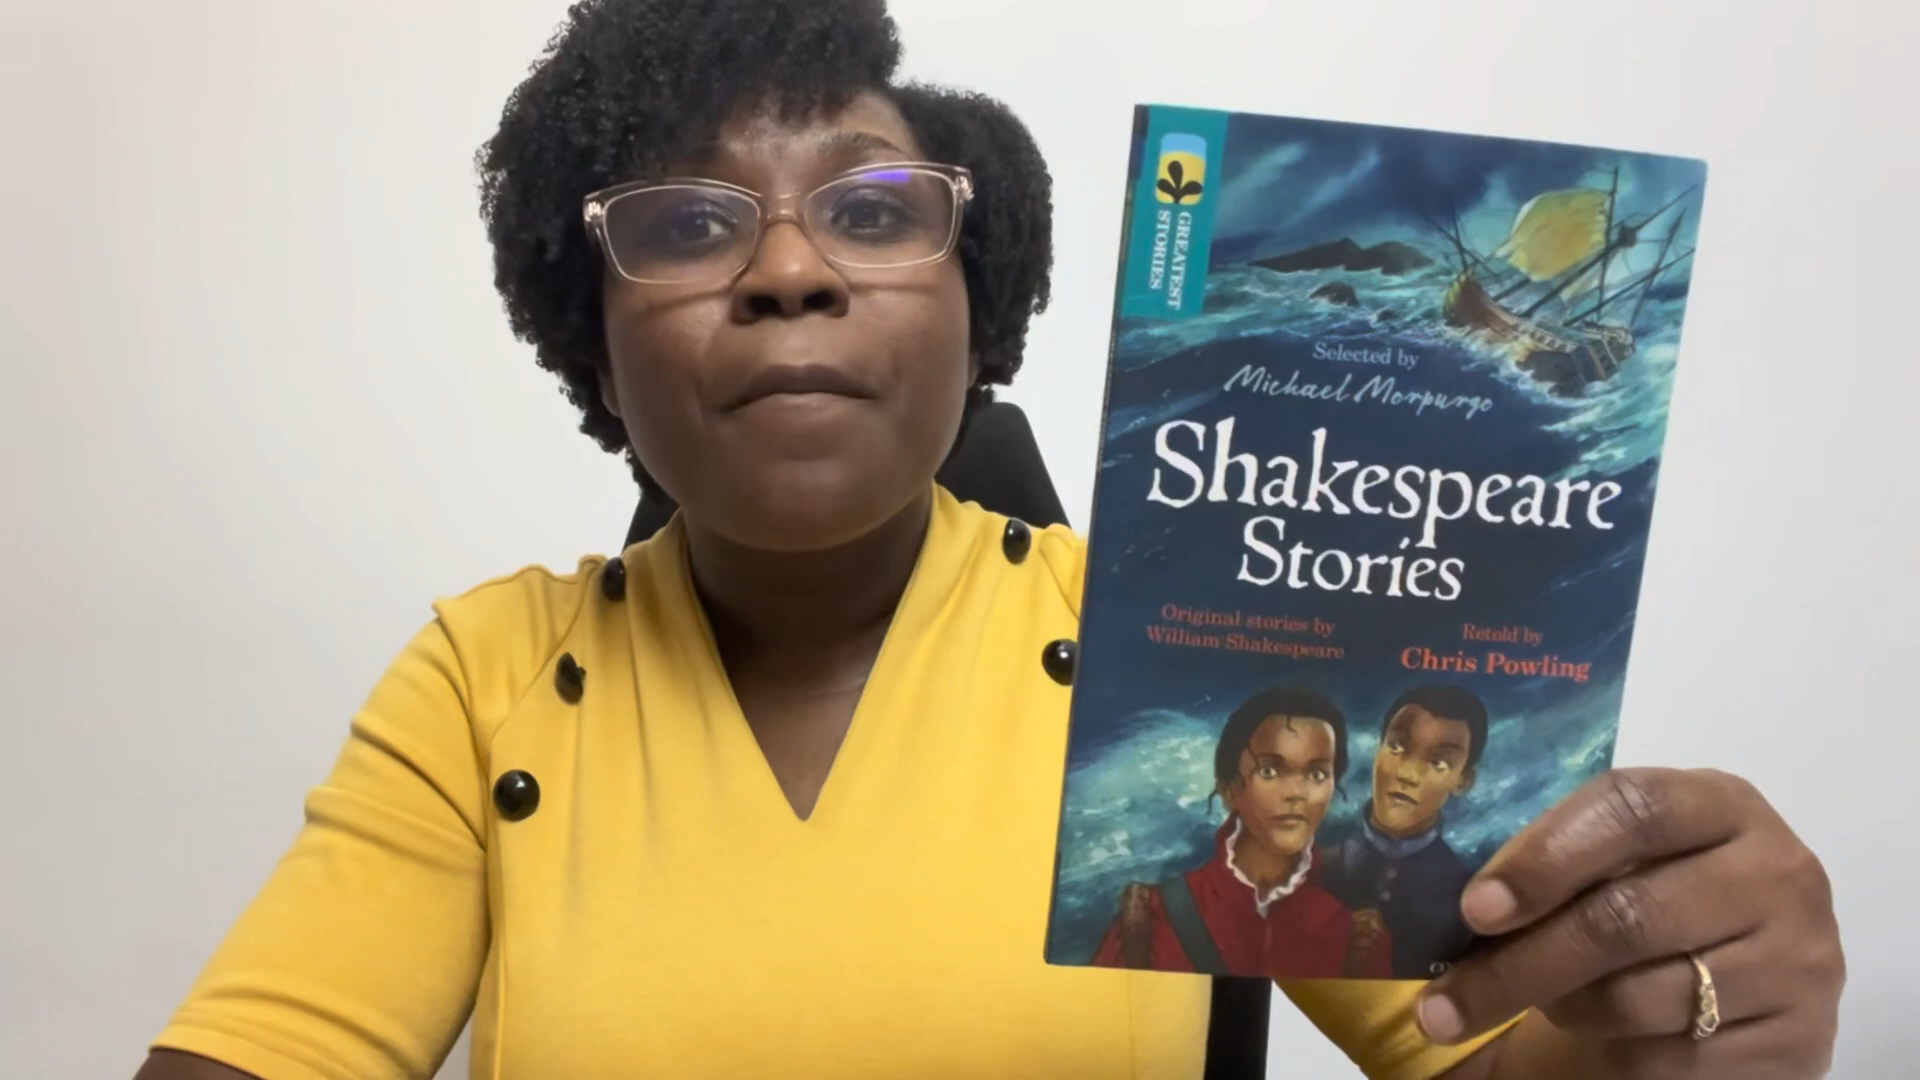 GREATEST
STORIES
Selected by
Michael Morpurgo
Shakespeare
Stories
Original stories by
William Shakespeare
Retold by
Chris Powling